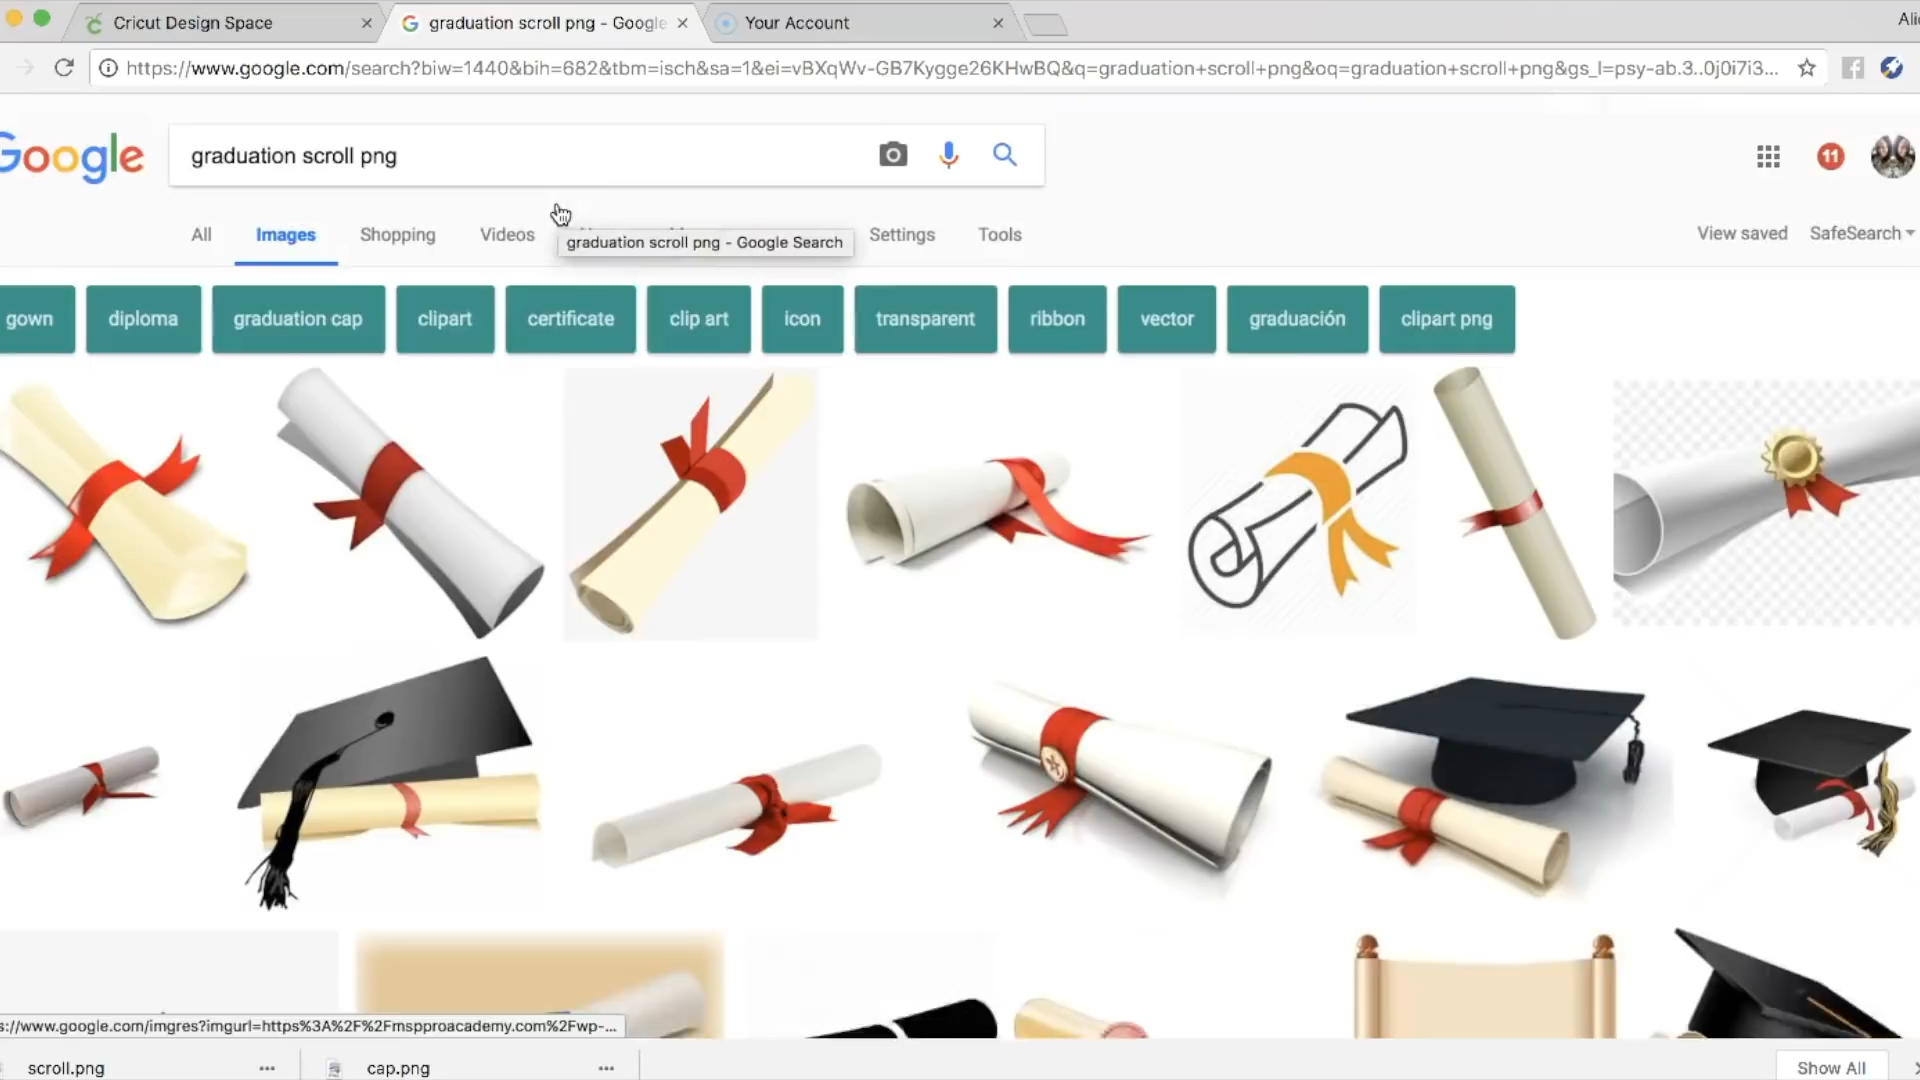 Cricut Design Space
graduation scroll png - Google
Your Account
Ali
https://www.google.com/search?biw=1440&bih=682&tbm=isch&sa=1&ei=vBXqWv-GB7Kygge26KHwBQ&q=graduation+scroll+png&oq=graduation+scroll+png&gs_l=psy-ab.3..0j0i7i3...
Google
graduation scroll png
11
All
Images
Shopping
Videos
Settings
Tools
View saved
SafeSearch
graduation scroll png - Google Search
gown
diploma
graduation cap
clipart
certificate
clip art
icon
transparent
ribbon
vector
graduación
clipart png
s://www.google.com/imgres?imgurl=https%3A%2F%2Fmspproacademy.com%2Fwp-...
scroll.png
cap.png
Show All